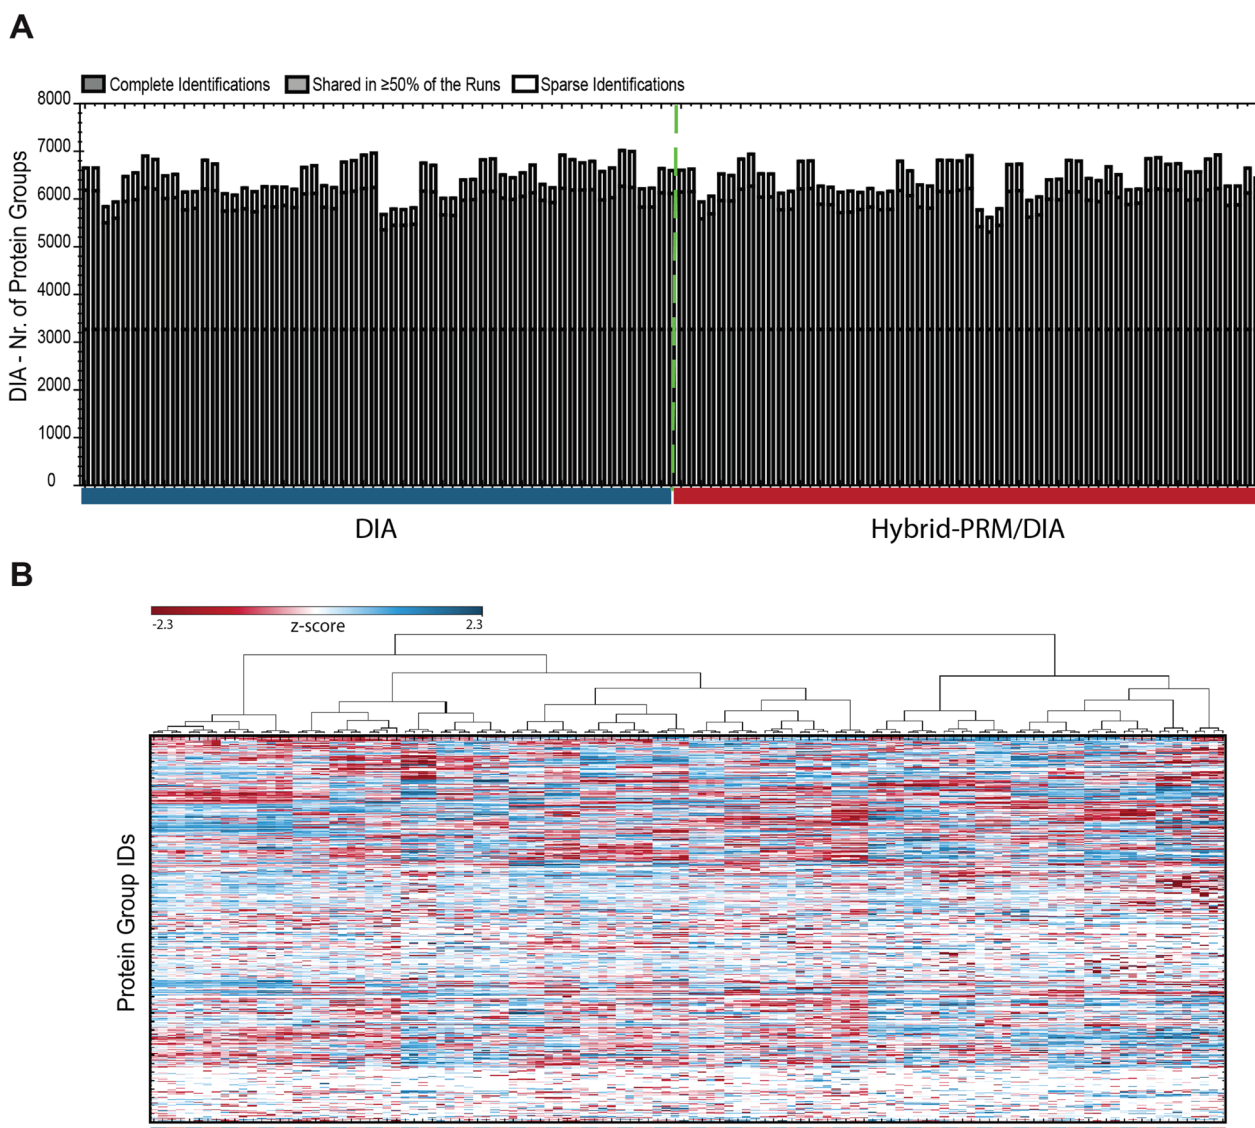 A
Complete Identifications Shared in ≥50% of the Runs Sparse Identifications
DIA - Nr. of Protein Groups
8000
7000
6000
5000
4000
3000
2000
1000
0
DIA Hybrid-PRM/DIA
B
-2.3 z-score 2.3
Protein Group IDs